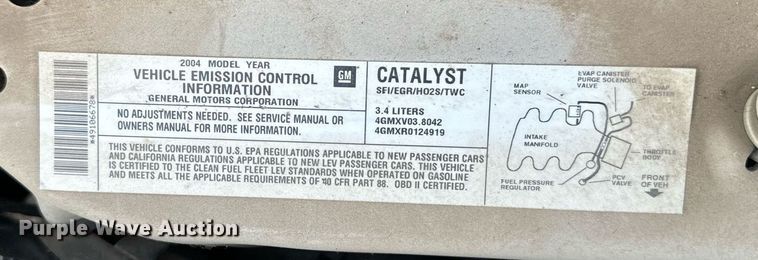 *49106678*
2004 MODEL YEAR
VEHICLE EMISSION CONTROL
INFORMATION
GENERAL MOTORS CORPORATION
GM
NO ADJUSTMENTS NEEDED. SEE SERVICE MANUAL OR
OWNERS MANUAL FOR MORE INFORMATION.
CATALYST
SFI/EGR/HO2S/TWC
3.4 LITERS
4GMXV03.8042
4GMXR0124919
THIS VEHICLE CONFORMS TO U.S. EPA REGULATIONS APPLICABLE TO NEW PASSENGER CARS
AND CALIFORNIA REGULATIONS APPLICABLE TO NEW LEV PASSENGER CARS. THIS VEHICLE
IS CERTIFIED TO THE CLEAN FUEL FLEET LEV STANDARDS WHEN OPERATED ON GASOLINE
AND MEETS ALL THE APPLICABLE REQUIREMENTS OF 40 CFR PART 88. OBD II CERTIFIED.
MAP
SENSOR
EVAP CANISTER
PURGE SOLENOID
VALVE
EVAP
CANISTER
INTAKE
MANIFOLD
THROTTLE
BODY
FUEL PRESSURE
REGULATOR
PCV
VALVE
FRONT
OF VEH
Purple Wave Auction